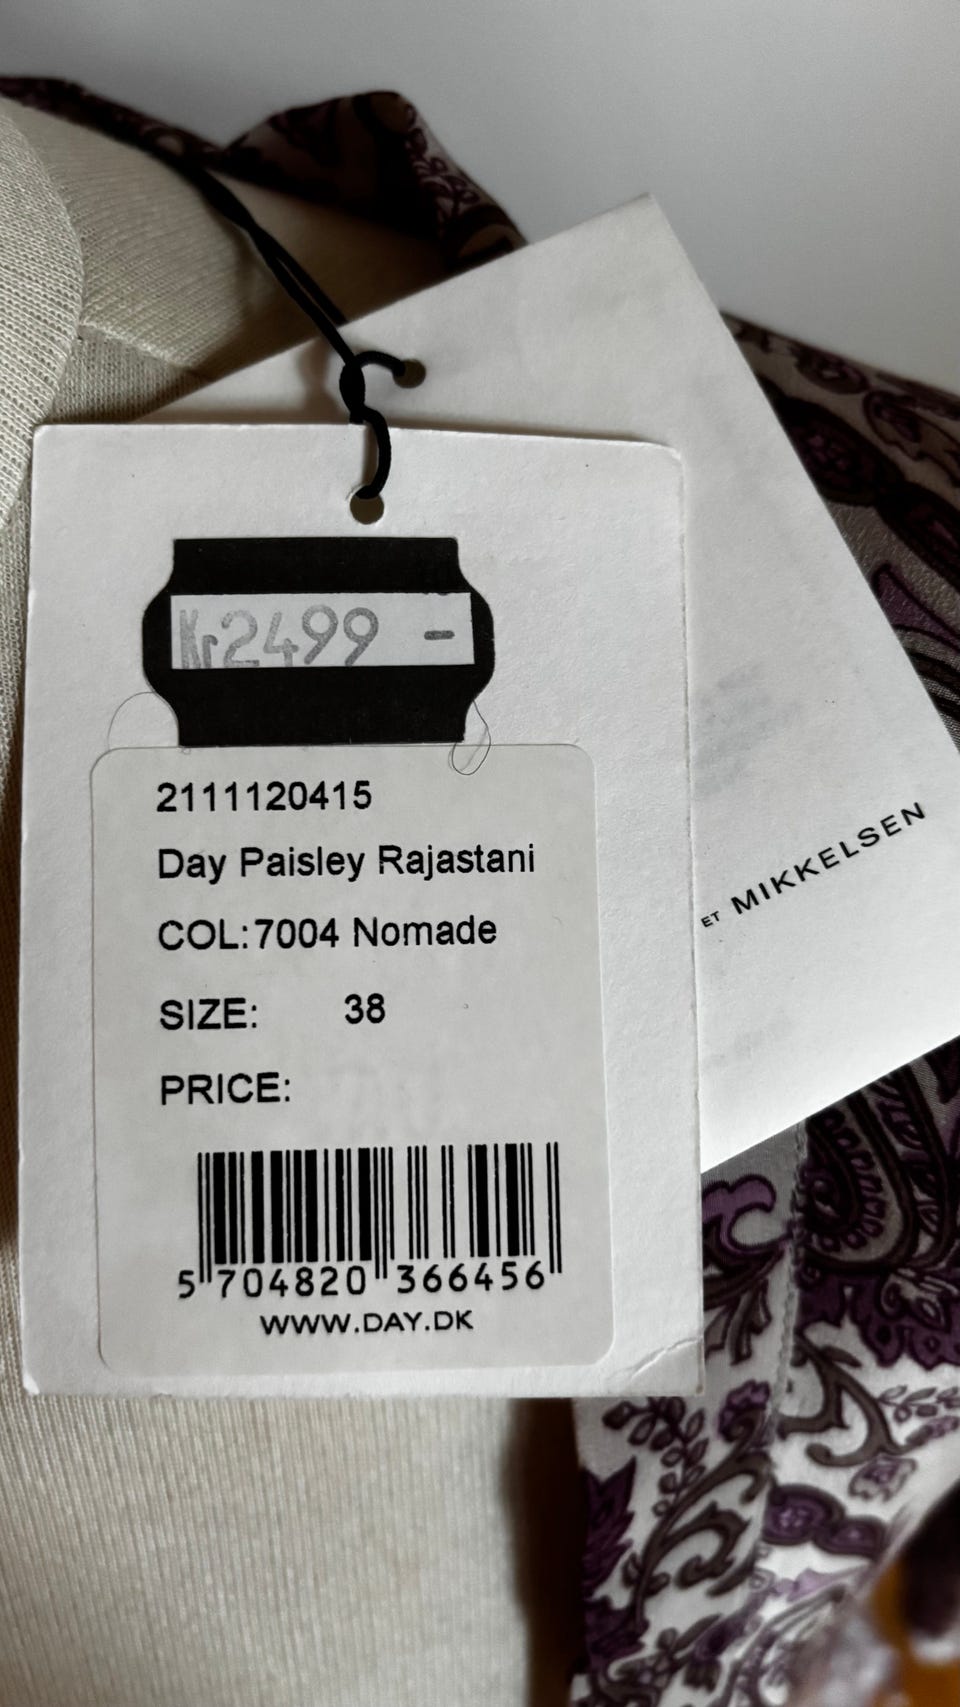 Kr2499 -
2111120415
Day Paisley Rajastani
COL:7004 Nomade
SIZE: 38
PRICE:
5 704820 366456
WWW.DAY.DK
ET MIKKELSEN